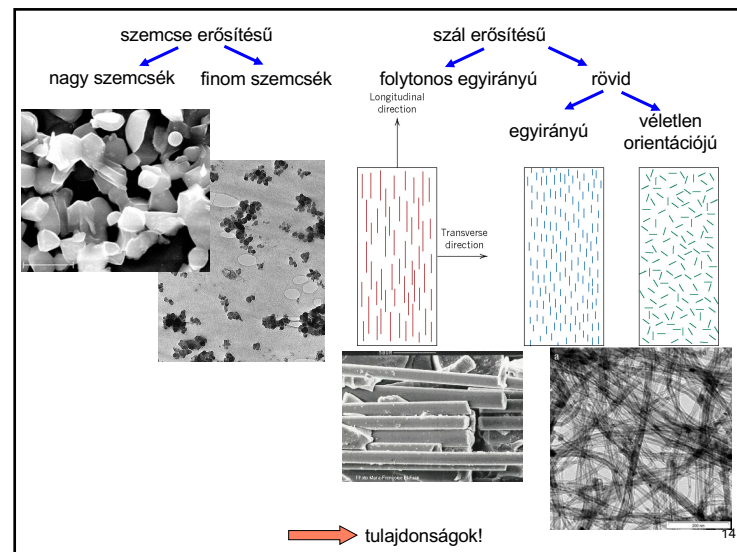 szemcse erősítésű
nagy szemcsék
finom szemcsék
szál erősítésű
folytonos egyirányú
rövid
Longitudinal
direction
egyirányú
véletlen
orientációjú
Transverse
direction
a
tulajdonságok!
14